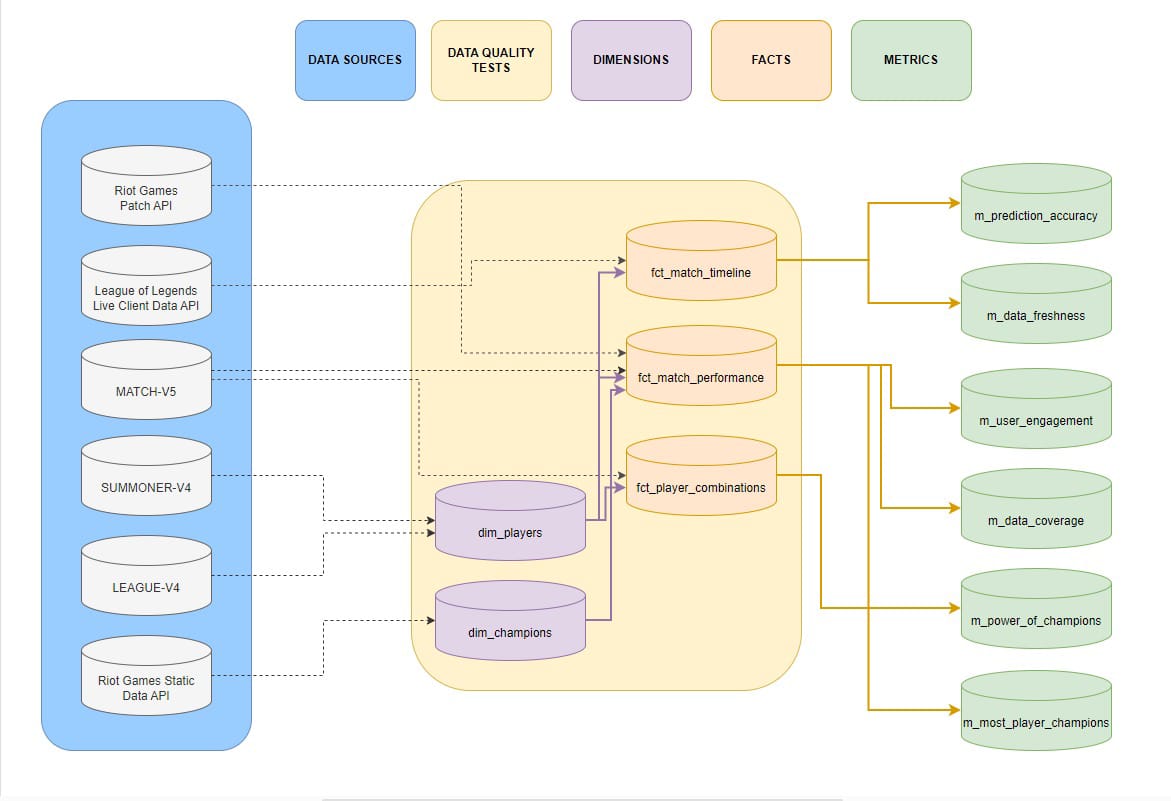 DATA SOURCES
DATA QUALITY
TESTS
DIMENSIONS
FACTS
METRICS
Riot Games
Patch API
League of Legends
Live Client Data API
MATCH-V5
SUMMONER-V4
LEAGUE-V4
Riot Games Static
Data API
dim_players
dim_champions
fct_match_timeline
fct_match_performance
fct_player_combinations
m_prediction_accuracy
m_data_freshness
m_user_engagement
m_data_coverage
m_power_of_champions
m_most_player_champions